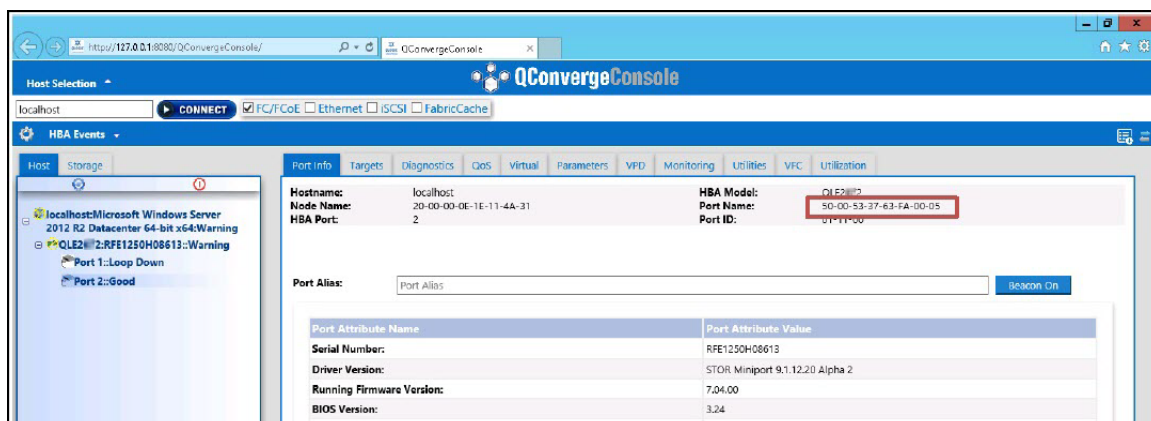 http://127.0.0.1:8080/QConvergeConsole/
QConvergeConsole
Host Selection
QConvergeConsole
localhost
CONNECT
FC/FCoE Ethernet iSCSI FabricCache
HBA Events
Host Storage
Port Info Targets Diagnostics QoS Virtual Parameters VPD Monitoring Utilities VFC Utilization
localhost:Microsoft Windows Server
2012 R2 Datacenter 64-bit x64:Warning
2:RFE1250H08613::Warning
Port 1::Loop Down
Port 2::Good
Hostname: localhost HBA Model:
Node Name: 20-00-00-0E-1E-11-4A-31 Port Name: 50-00-53-37-63-FA-00-05
HBA Port: 2 Port ID: 01-11-00
Port Alias: Port Alias Beacon On
Port Attribute Name Port Attribute Value
Serial Number: RFE1250H08613
Driver Version: STOR Miniport 9.1.12.20 Alpha 2
Running Firmware Version: 7.04.00
BIOS Version: 3.24